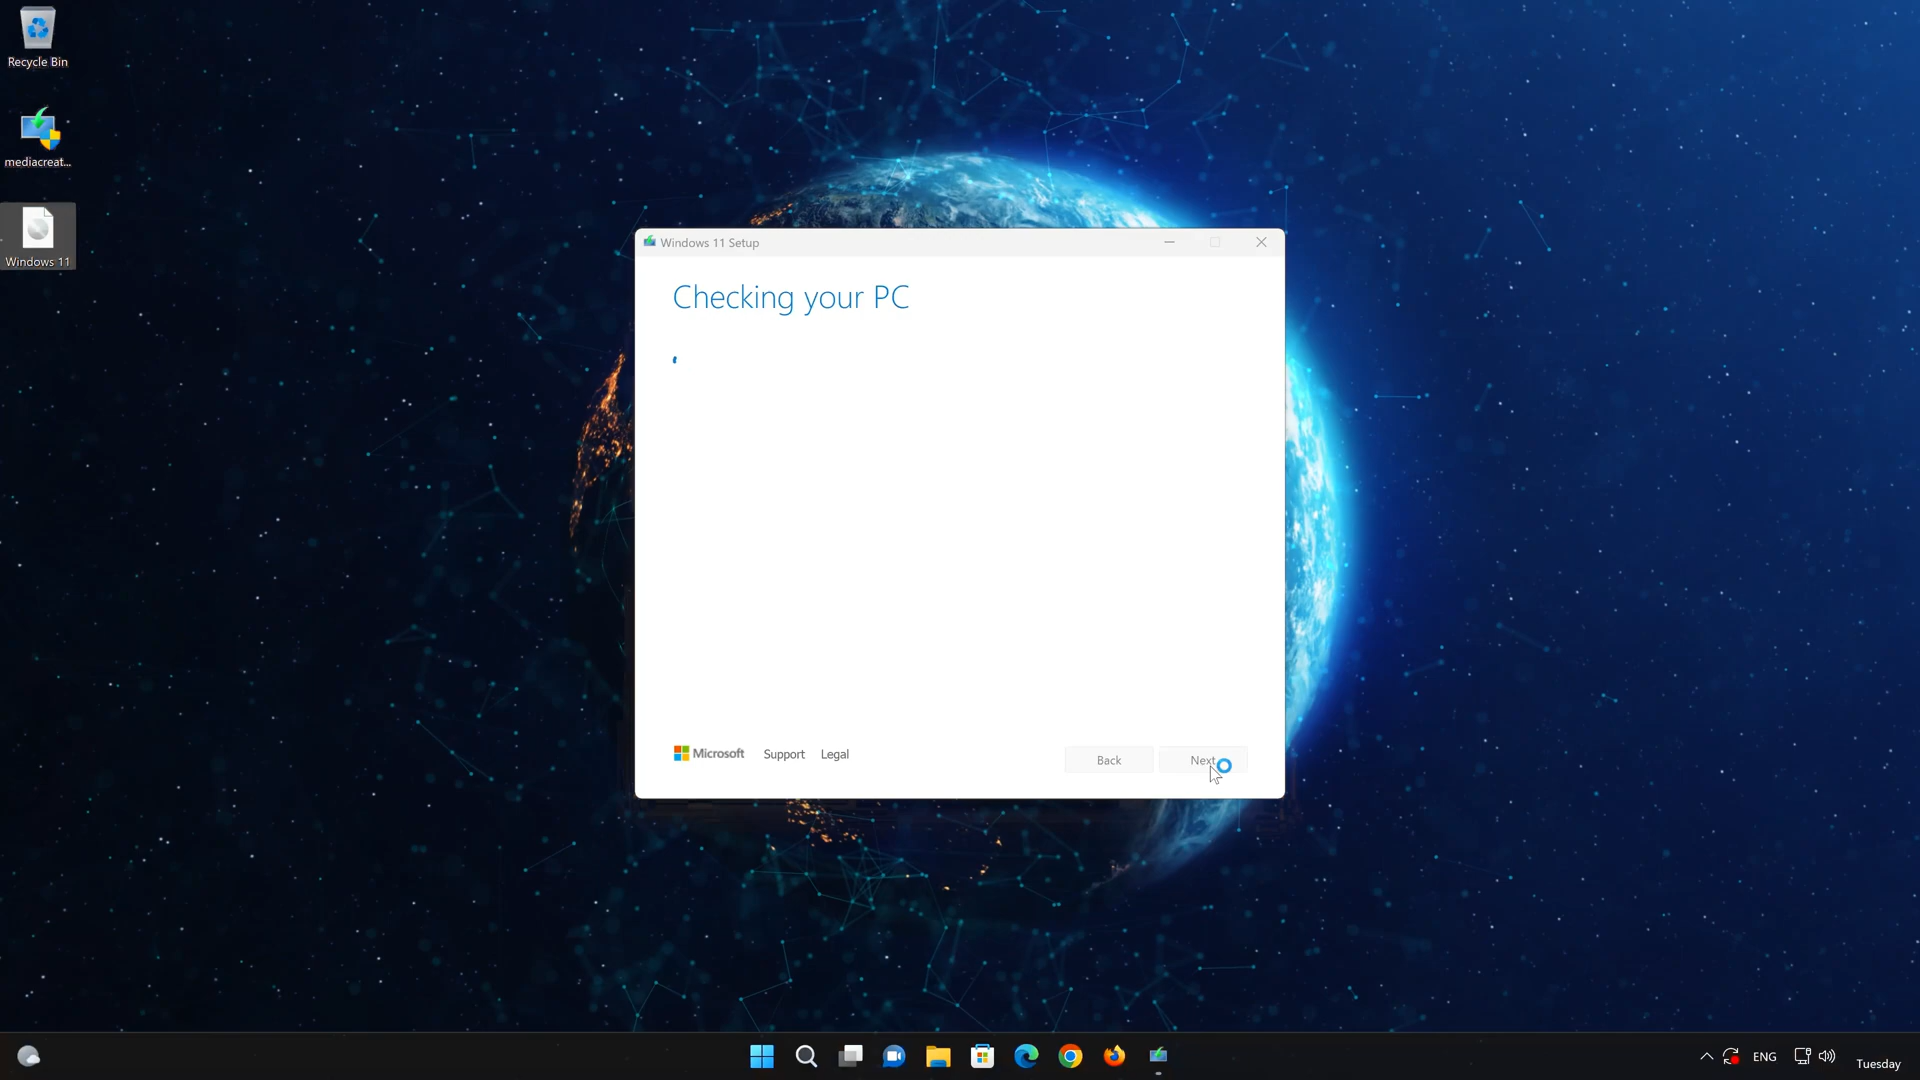 Recycle Bin
mediacreat...
Windows 11
Windows 11 Setup
Checking your PC
Microsoft Support Legal
Back Next
ENG
Tuesday